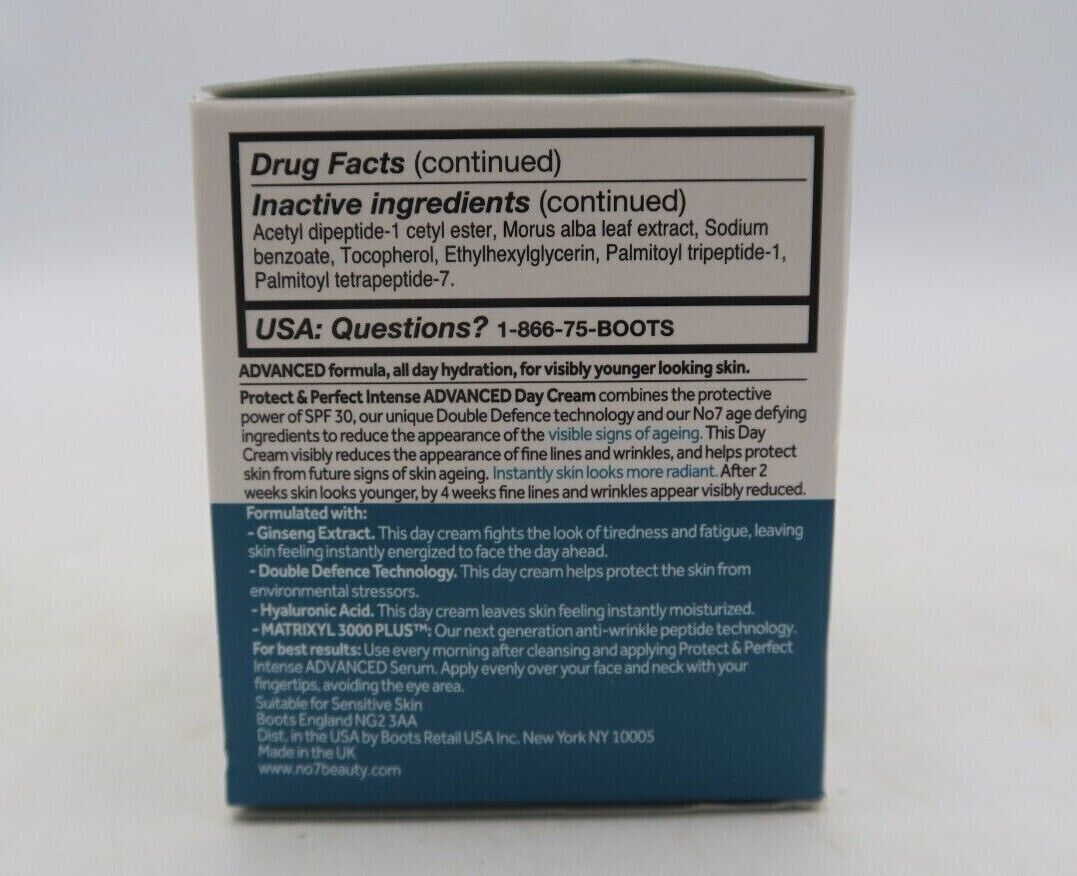 Drug Facts (continued)
Inactive ingredients (continued)
Acetyl dipeptide-1 cetyl ester, Morus alba leaf extract, Sodium
benzoate, Tocopherol, Ethylhexylglycerin, Palmitoyl tripeptide-1,
Palmitoyl tetrapeptide-7.
USA: Questions? 1-866-75-BOOTS
ADVANCED formula, all day hydration, for visibly younger looking skin.
Protect & Perfect Intense ADVANCED Day Cream combines the protective
power of SPF 30, our unique Double Defence technology and our No7 age defying
ingredients to reduce the appearance of the visible signs of ageing. This Day
Cream visibly reduces the appearance of fine lines and wrinkles, and helps protect
skin from future signs of skin ageing. Instantly skin looks more radiant. After 2
weeks skin looks younger, by 4 weeks fine lines and wrinkles appear visibly reduced.
Formulated with:
- Ginseng Extract. This day cream fights the look of tiredness and fatigue, leaving
skin feeling instantly energized to face the day ahead.
- Double Defence Technology. This day cream helps protect the skin from
environmental stressors.
- Hyaluronic Acid. This day cream leaves skin feeling instantly moisturized.
- MATRIXYL 3000 PLUS™: Our next generation anti-wrinkle peptide technology.
For best results: Use every morning after cleansing and applying Protect & Perfect
Intense ADVANCED Serum. Apply evenly over your face and neck with your
fingertips, avoiding the eye area.
Suitable for Sensitive Skin
Boots England NG2 3AA
Dist. in the USA by Boots Retail USA Inc. New York NY 10005
Made in the UK
www.no7beauty.com